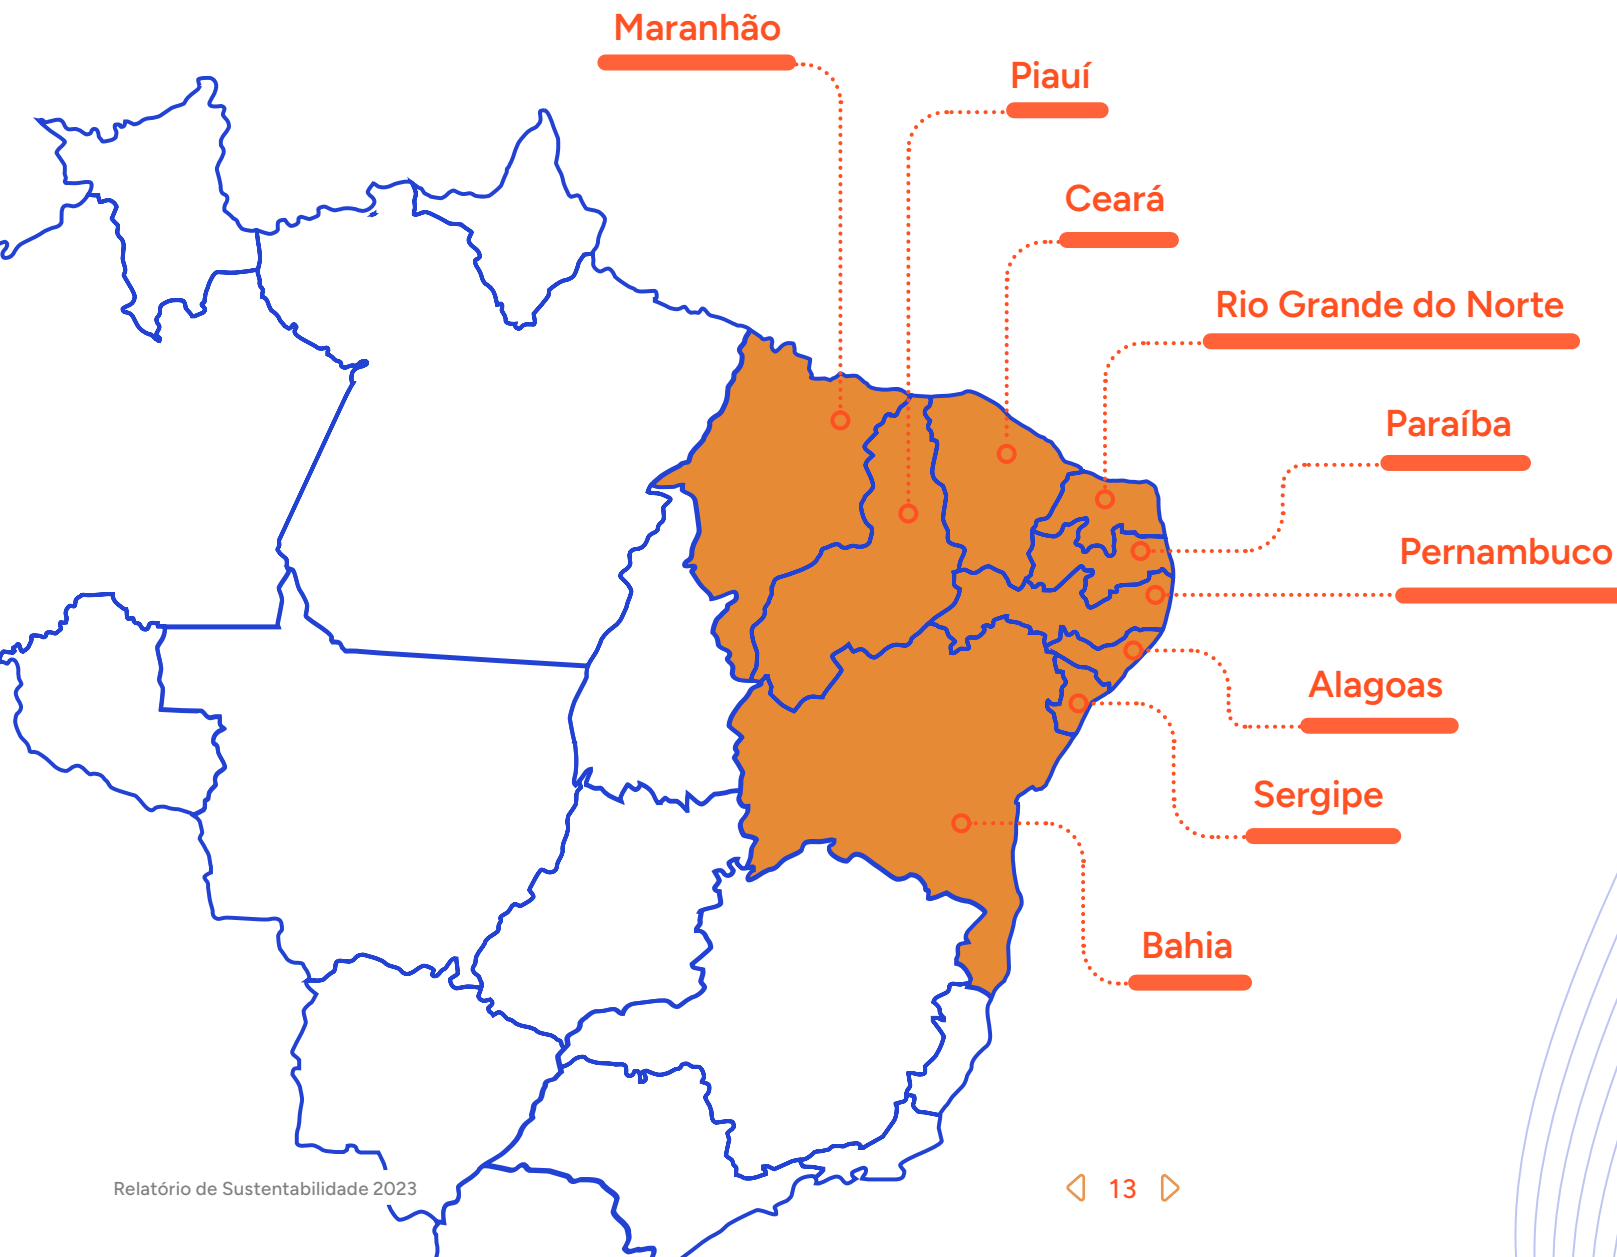 Maranhão
Piauí
Ceará
Rio Grande do Norte
Paraíba
Pernambuco
Alagoas
Sergipe
Bahia
Relatório de Sustentabilidade 2023
13